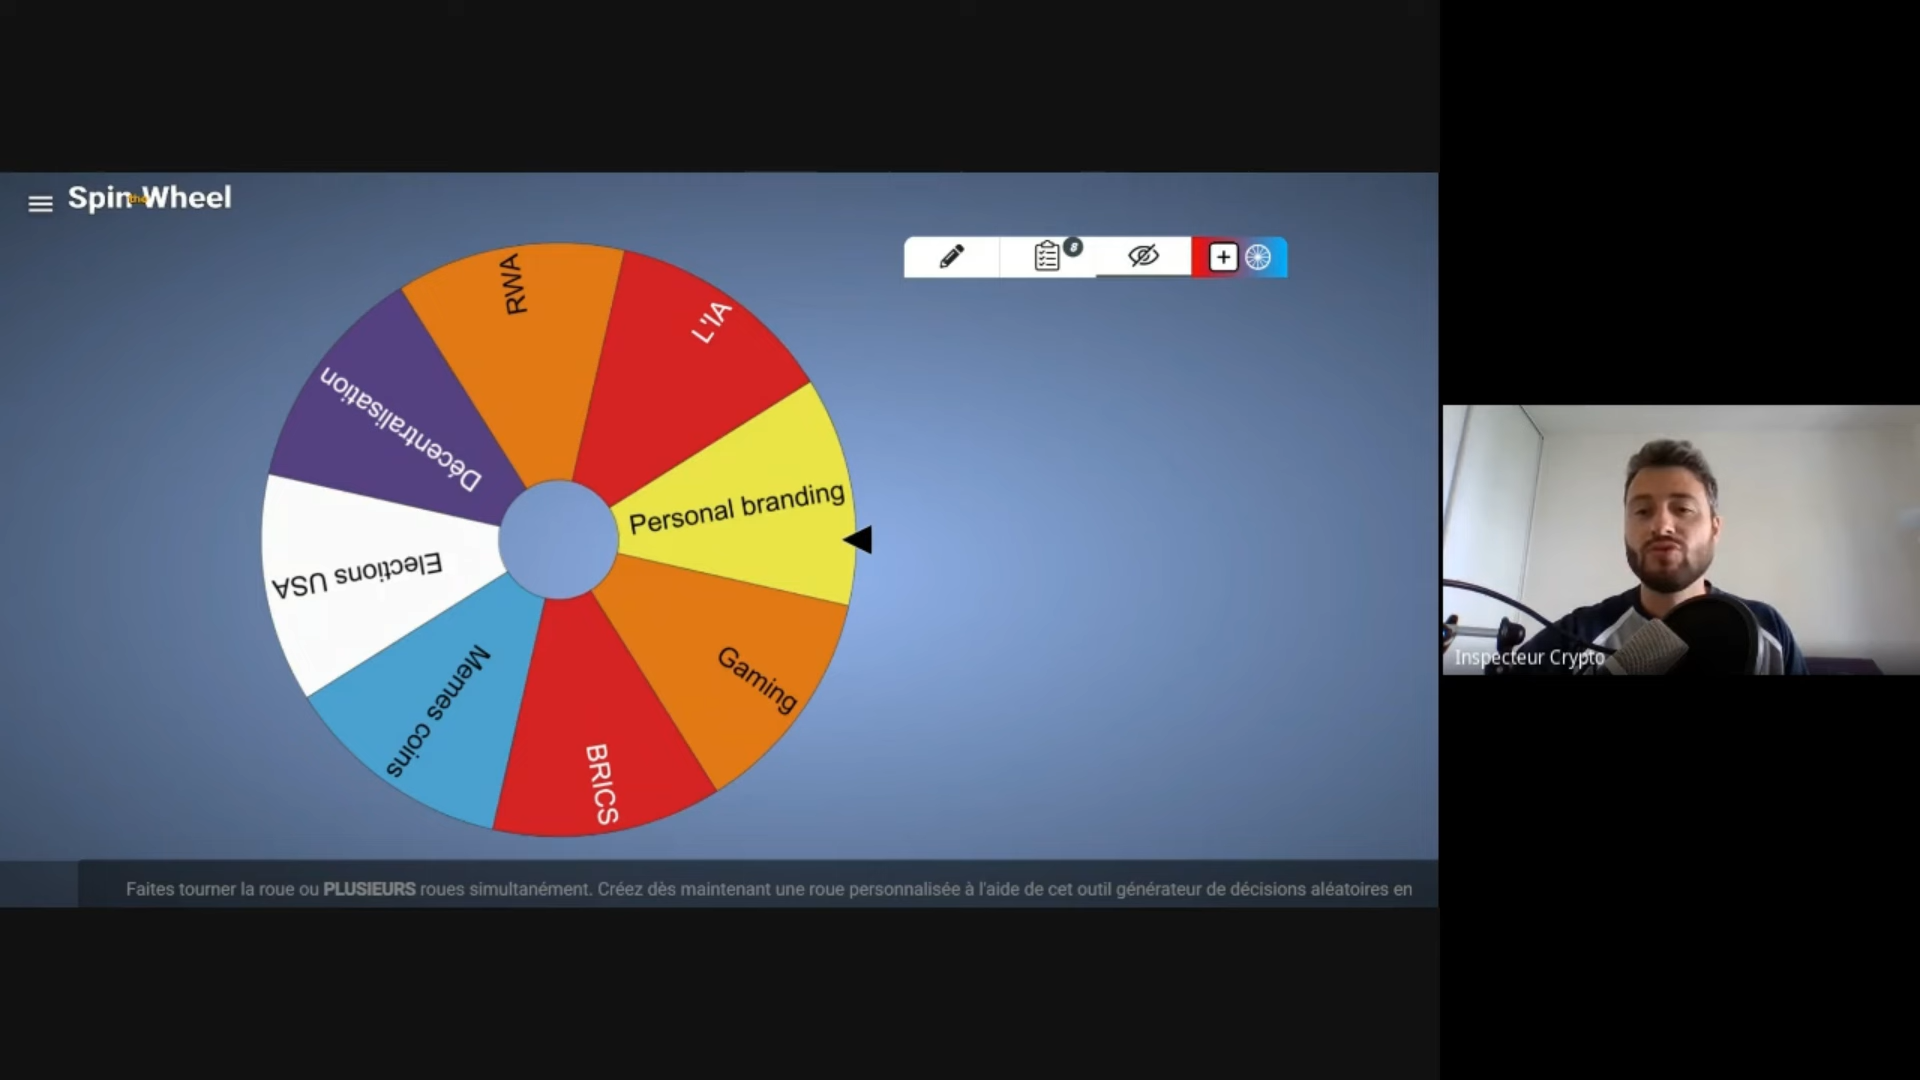 Spin the Wheel
8
RWA
L'IA
Décentralisation
Personal branding
Elections USA
Gaming
Memes coins
BRICS
Inspecteur Crypto
Faites tourner la roue ou PLUSIEURS roues simultanément. Créez dès maintenant une roue personnalisée à l'aide de cet outil générateur de décisions aléatoires en